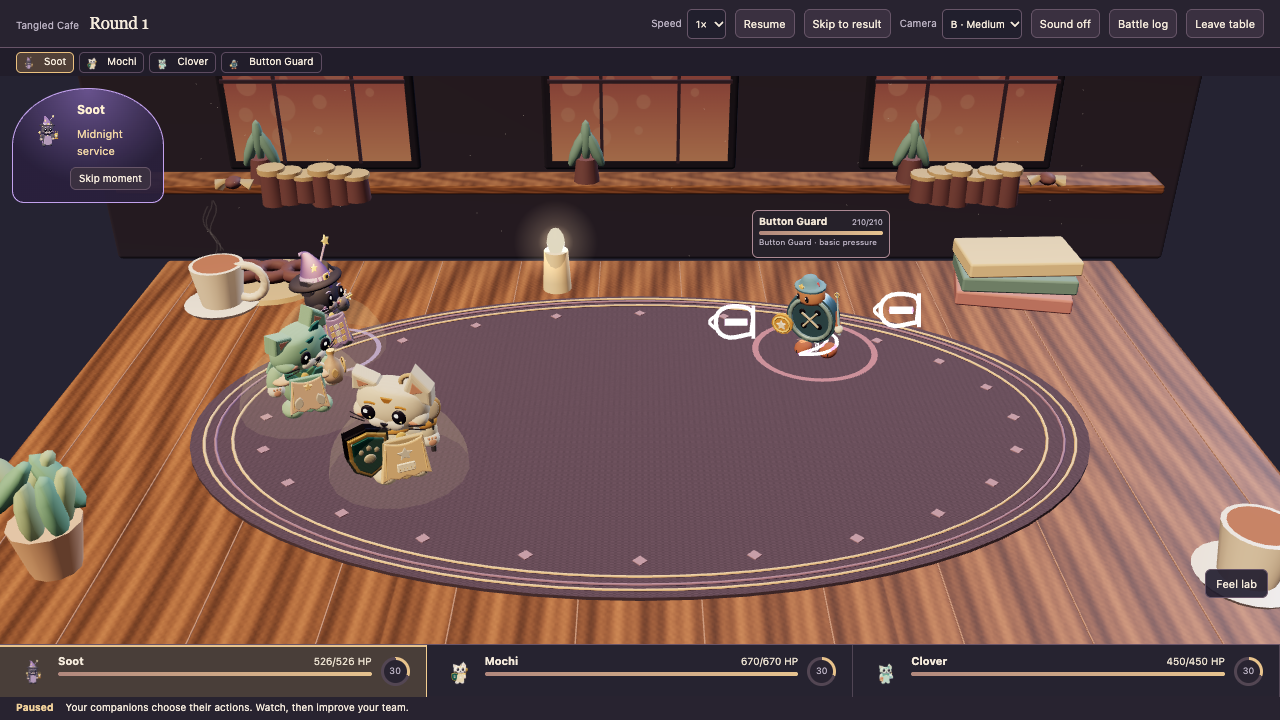 Tangled Cafe Round 1
Speed 1x Resume Skip to result Camera B · Medium Sound off Battle log Leave table
Soot Mochi Clover Button Guard
Soot
Midnight
service
Skip moment
Button Guard 210/210
Button Guard · basic pressure
Feel lab
Soot 526/526 HP 30
Mochi 670/670 HP 30
Clover 450/450 HP 30
Paused Your companions choose their actions. Watch, then improve your team.